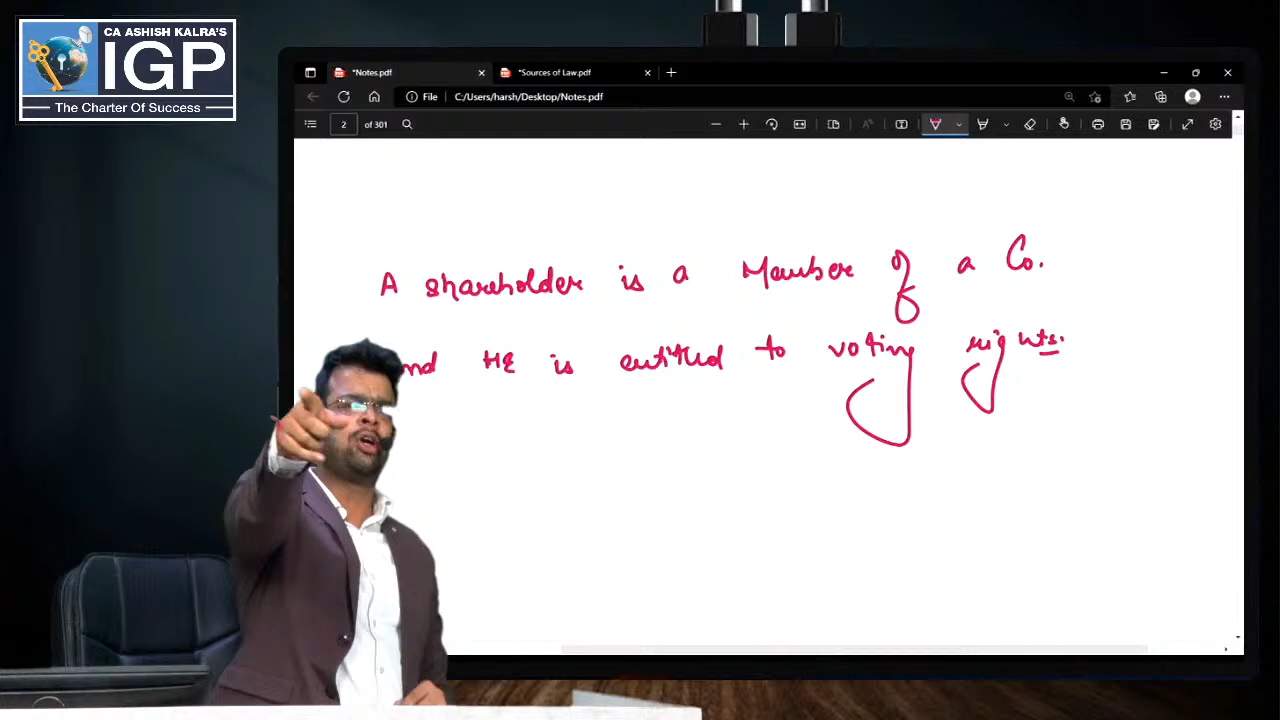 CA ASHISH KALRA'S
IGP
The Charter Of Success
*Notes.pdf
*Sources of Law.pdf
File C:/Users/harsh/Desktop/Notes.pdf
2 of 301
A shareholder is a Member of a Co.
nd HE is entitled to voting rights.